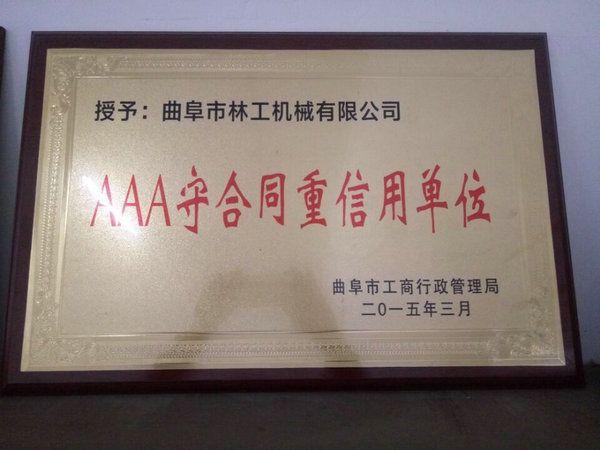 授予：曲阜市林工机械有限公司
AAA守合同重信用单位
曲阜市工商行政管理局
二〇一五年三月